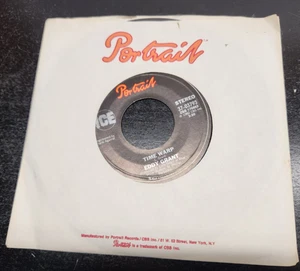 Portrait
Portrait
ICE
STEREO
TIME WARP
EDDY GRANT
Manufactured by Portrait Records / CBS Inc. / 51 W. 52 Street, New York, N.Y.
Portrait is a trademark of CBS Inc.